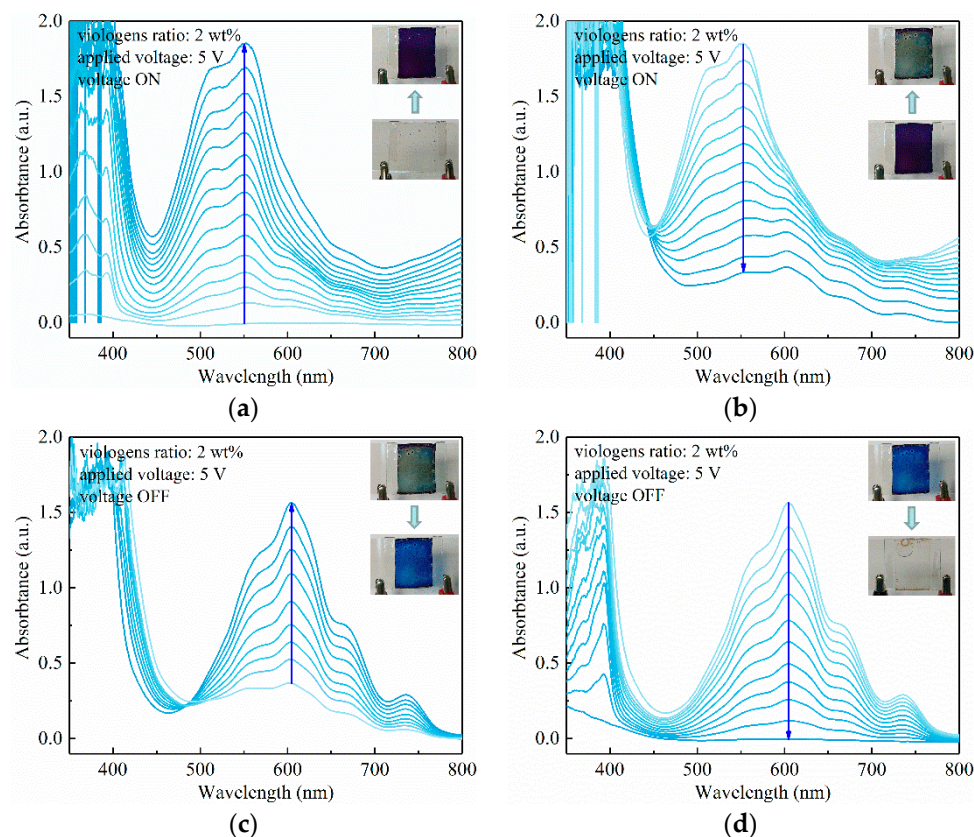 viologens ratio: 2 wt%
applied voltage: 5 V
voltage ON
Absorbtance (a.u.)
2.0
1.5
1.0
0.5
0.0
400 500 600 700 800
Wavelength (nm)
(a)
viologens ratio: 2 wt%
applied voltage: 5 V
voltage ON
Absorbtance (a.u.)
2.0
1.5
1.0
0.5
0.0
400 500 600 700 800
Wavelength (nm)
(b)
viologens ratio: 2 wt%
applied voltage: 5 V
voltage OFF
Absorbtance (a.u.)
2.0
1.5
1.0
0.5
0.0
400 500 600 700 800
Wavelength (nm)
(c)
viologens ratio: 2 wt%
applied voltage: 5 V
voltage OFF
Absorbtance (a.u.)
2.0
1.5
1.0
0.5
0.0
400 500 600 700 800
Wavelength (nm)
(d)